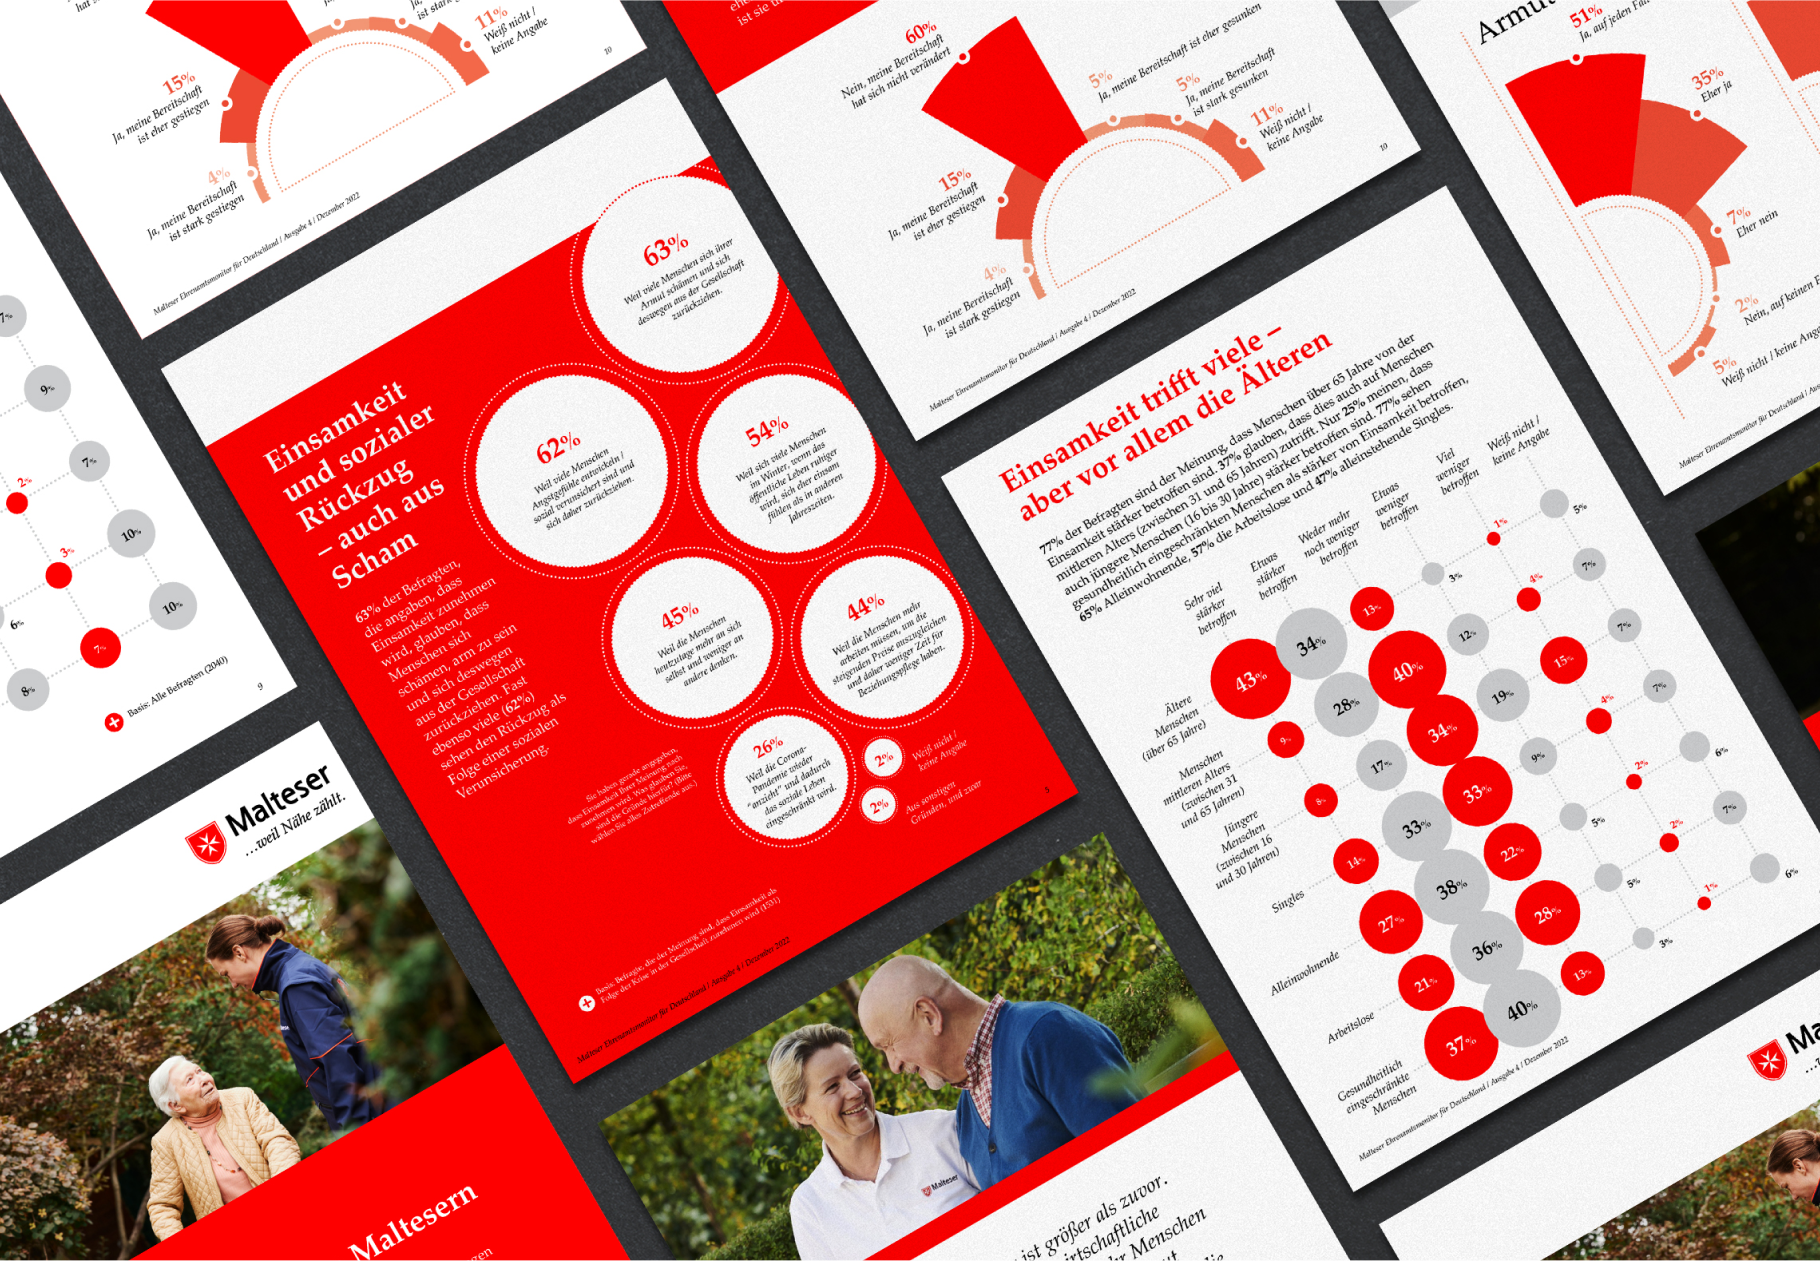 11%
Weiß nicht /
keine Angabe
15%
Ja, meine Bereitschaft
ist eher gestiegen
4%
Ja, meine Bereitschaft
ist stark gestiegen
10
Malteser Ehrenamtsmonitor für Deutschland / Ausgabe 4 / Dezember 2022
60%
Nein, meine Bereitschaft
hat sich nicht verändert
5%
Ja, meine Bereitschaft ist eher gesunken
5%
Ja, meine Bereitschaft
ist stark gesunken
11%
Weiß nicht /
keine Angabe
15%
Ja, meine Bereitschaft
ist eher gestiegen
4%
Ja, meine Bereitschaft
ist stark gestiegen
10
Malteser Ehrenamtsmonitor für Deutschland / Ausgabe 4 / Dezember 2022
51%
Ja, auf jeden Fall
35%
Eher ja
7%
Eher nein
2%
Nein, auf keinen
5%
Weiß nicht / keine
9%
7%
2%
10%
3%
10%
6%
7%
8%
Basis: Alle Befragten (2040)
9
Einsamkeit
und sozialer
Rückzug
– auch aus
Scham
63% der Befragten,
die angaben, dass
Einsamkeit zunehmen
wird, glauben, dass
Menschen sich
schämen, arm zu sein
und sich deswegen
aus der Gesellschaft
zurückziehen. Fast
ebenso viele (62%)
sehen den Rückzug als
Folge einer sozialen
Verunsicherung.
63%
Weil viele Menschen sich ihrer
Armut schämen und sich
deswegen aus der Gesellschaft
zurückziehen.
62%
Weil viele Menschen
Angstgefühle entwickeln /
sozial verunsichert sind und
sich daher zurückziehen.
54%
Weil sich viele Menschen
im Winter, wenn das
öffentliche Leben ruhiger
wird, sich eher einsam
fühlen als in anderen
Jahreszeiten.
45%
Weil die Menschen
heutzutage mehr an sich
selbst und weniger an
andere denken.
44%
Weil die Menschen mehr
arbeiten müssen, um die
steigenden Preise auszugleichen
und daher weniger Zeit für
Beziehungspflege haben.
26%
Weil die Corona-
Pandemie wieder
"anzieht" und dadurch
das soziale Leben
eingeschränkt wird.
2%
Weiß nicht /
keine Angabe
2%
Aus sonstigen
Gründen, und zwar
Sie haben gerade angegeben,
dass Einsamkeit Ihrer Meinung nach
zunehmen wird. Was glauben Sie,
sind die Gründe hierfür? (Bitte
wählen Sie alles Zutreffende aus.)
Basis: Befragte, die der Meinung sind, dass Einsamkeit als
Folge der Krise in der Gesellschaft zunehmen wird (1531)
Malteser Ehrenamtsmonitor für Deutschland / Ausgabe 4 / Dezember 2022
5
Einsamkeit trifft viele –
aber vor allem die Älteren
77% der Befragten sind der Meinung, dass Menschen über 65 Jahre von der
Einsamkeit stärker betroffen sind. 37% glauben, dass dies auch auf Menschen
mittleren Alters (zwischen 31 und 65 Jahren) zutrifft. Nur 25% meinen, dass
auch jüngere Menschen (16 bis 30 Jahre) stärker betroffen sind. 77% sehen
gesundheitlich eingeschränkten Menschen als stärker von Einsamkeit betroffen,
65% Alleinwohnende, 57% die Arbeitslose und 47% alleinstehende Singles.
Sehr viel
stärker
betroffen
Etwas
stärker
betroffen
Weder mehr
noch weniger
betroffen
Etwas
weniger
betroffen
Viel
weniger
betroffen
Weiß nicht /
keine Angabe
Ältere
Menschen
(über 65 Jahre)
43% 34% 13% 3% 1% 5%
Menschen
mittleren Alters
(zwischen 31
und 65 Jahren)
9% 28% 40% 12% 4% 7%
Jüngere
Menschen
(zwischen 16
und 30 Jahren)
8% 17% 34% 19% 15% 7%
Singles
14% 33% 33% 9% 4% 7%
Alleinwohnende
27% 38% 22% 5% 2% 6%
Arbeitslose
21% 36% 28% 5% 2% 7%
Gesundheitlich
eingeschränkte
Menschen
37% 40% 13% 3% 1% 6%
Malteser Ehrenamtsmonitor für Deutschland / Ausgabe 4 / Dezember 2022
Malteser
...weil Nähe zählt.
Maltesern
Malteser
ist größer als zuvor.
Menschen